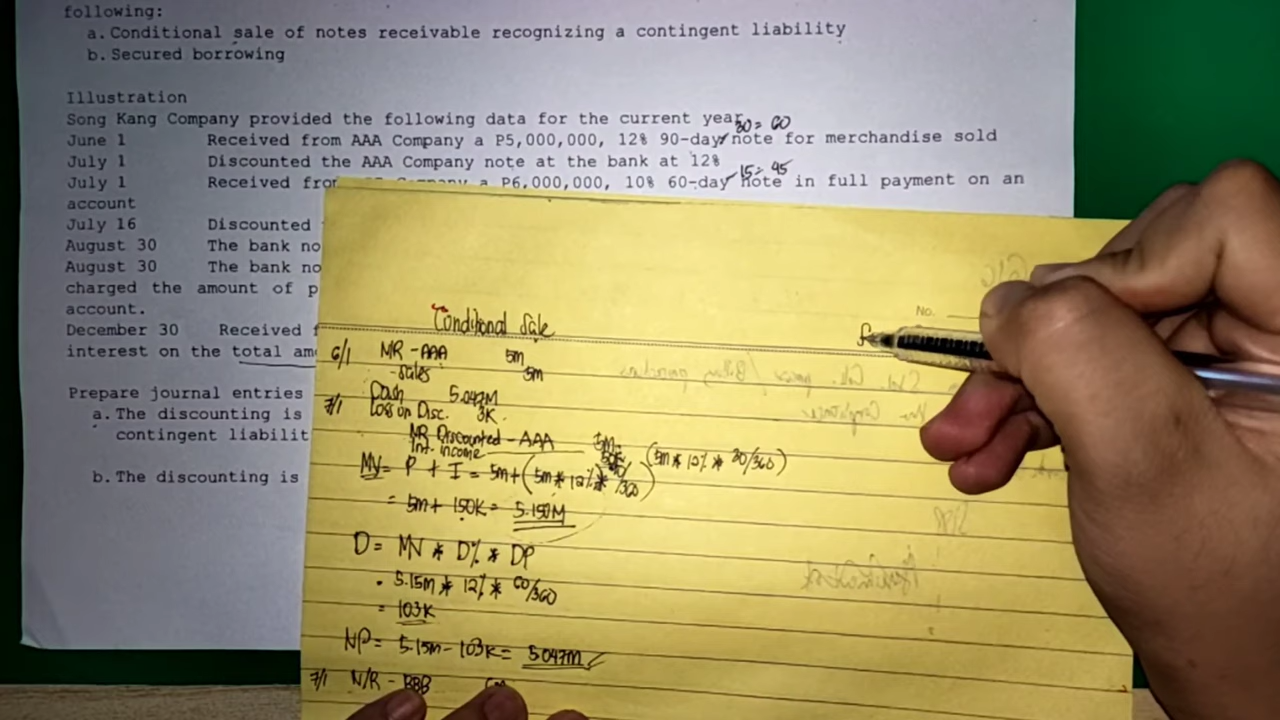 following:
a. Conditional sale of notes receivable recognizing a contingent liability
b. Secured borrowing
Illustration
Song Kang Company provided the following data for the current year.
30 = 60
June 1 Received from AAA Company a P5,000,000, 12% 90-day note for merchandise sold
July 1 Discounted the AAA Company note at the bank at 12%
15 = 45
July 1 Received from Company a P6,000,000, 10% 60-day note in full payment on an
account
July 16 Discounted
August 30 The bank no
August 30 The bank no
charged the amount of p
account.
December 30 Received f
interest on the total am
Prepare journal entries
a. The discounting is
contingent liabilit
b. The discounting is
No.
Conditional Sale
6/1 NR - AAA 5m
Sales 5m
7/1 Cash 5.047M
Loss on Disc. 3K
NR Discounted - AAA 5m
Int. income 50K (5m * 12% * 30/360)
MV = P + I = 5m + (5m * 12% * 90/360)
= 5m + 150K = 5.150M
D = MV * D% * DP
= 5.15m * 12% * 60/360
= 103K
NP = 5.15m - 103K = 5.047m
7/1 N/R - BBB